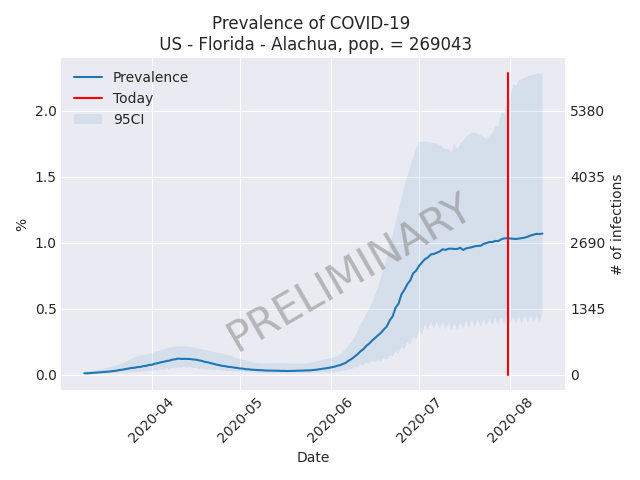 Prevalence of COVID-19
US - Florida - Alachua, pop. = 269043
Prevalence
Today
95CI
PRELIMINARY
%
2.0
1.5
1.0
0.5
0.0
5380
4035
2690
1345
0
# of infections
2020-04
2020-05
2020-06
2020-07
2020-08
Date